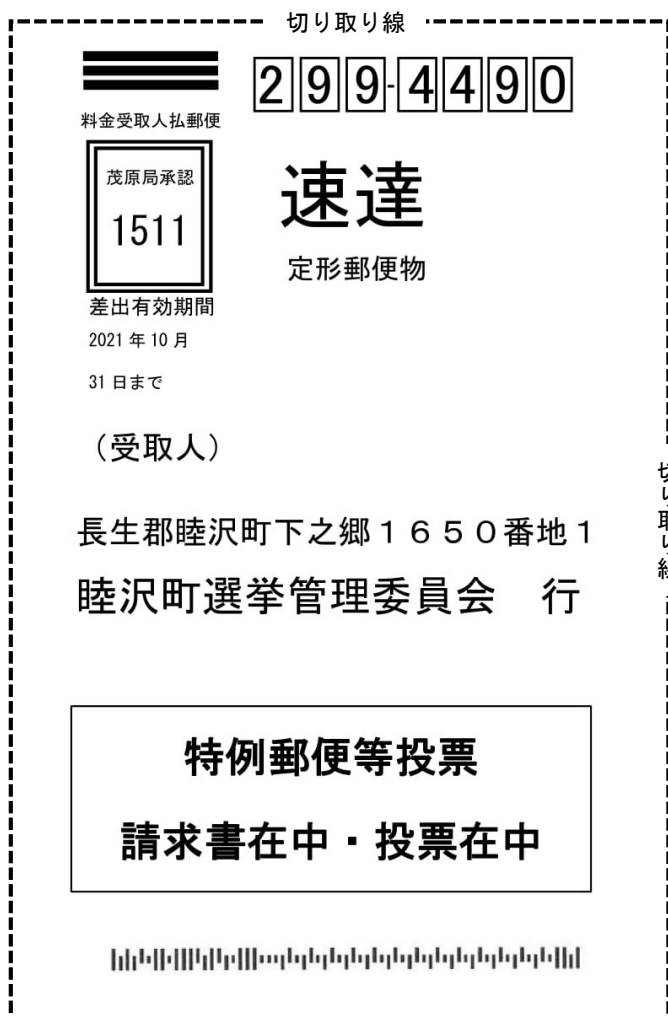 切り取り線
299-4490
料金受取人払郵便
茂原局承認
1511
速達
定形郵便物
差出有効期間
2021年10月
31日まで
（受取人）
切り取り線
長生郡睦沢町下之郷１６５０番地１
睦沢町選挙管理委員会　行
特例郵便等投票
請求書在中・投票在中